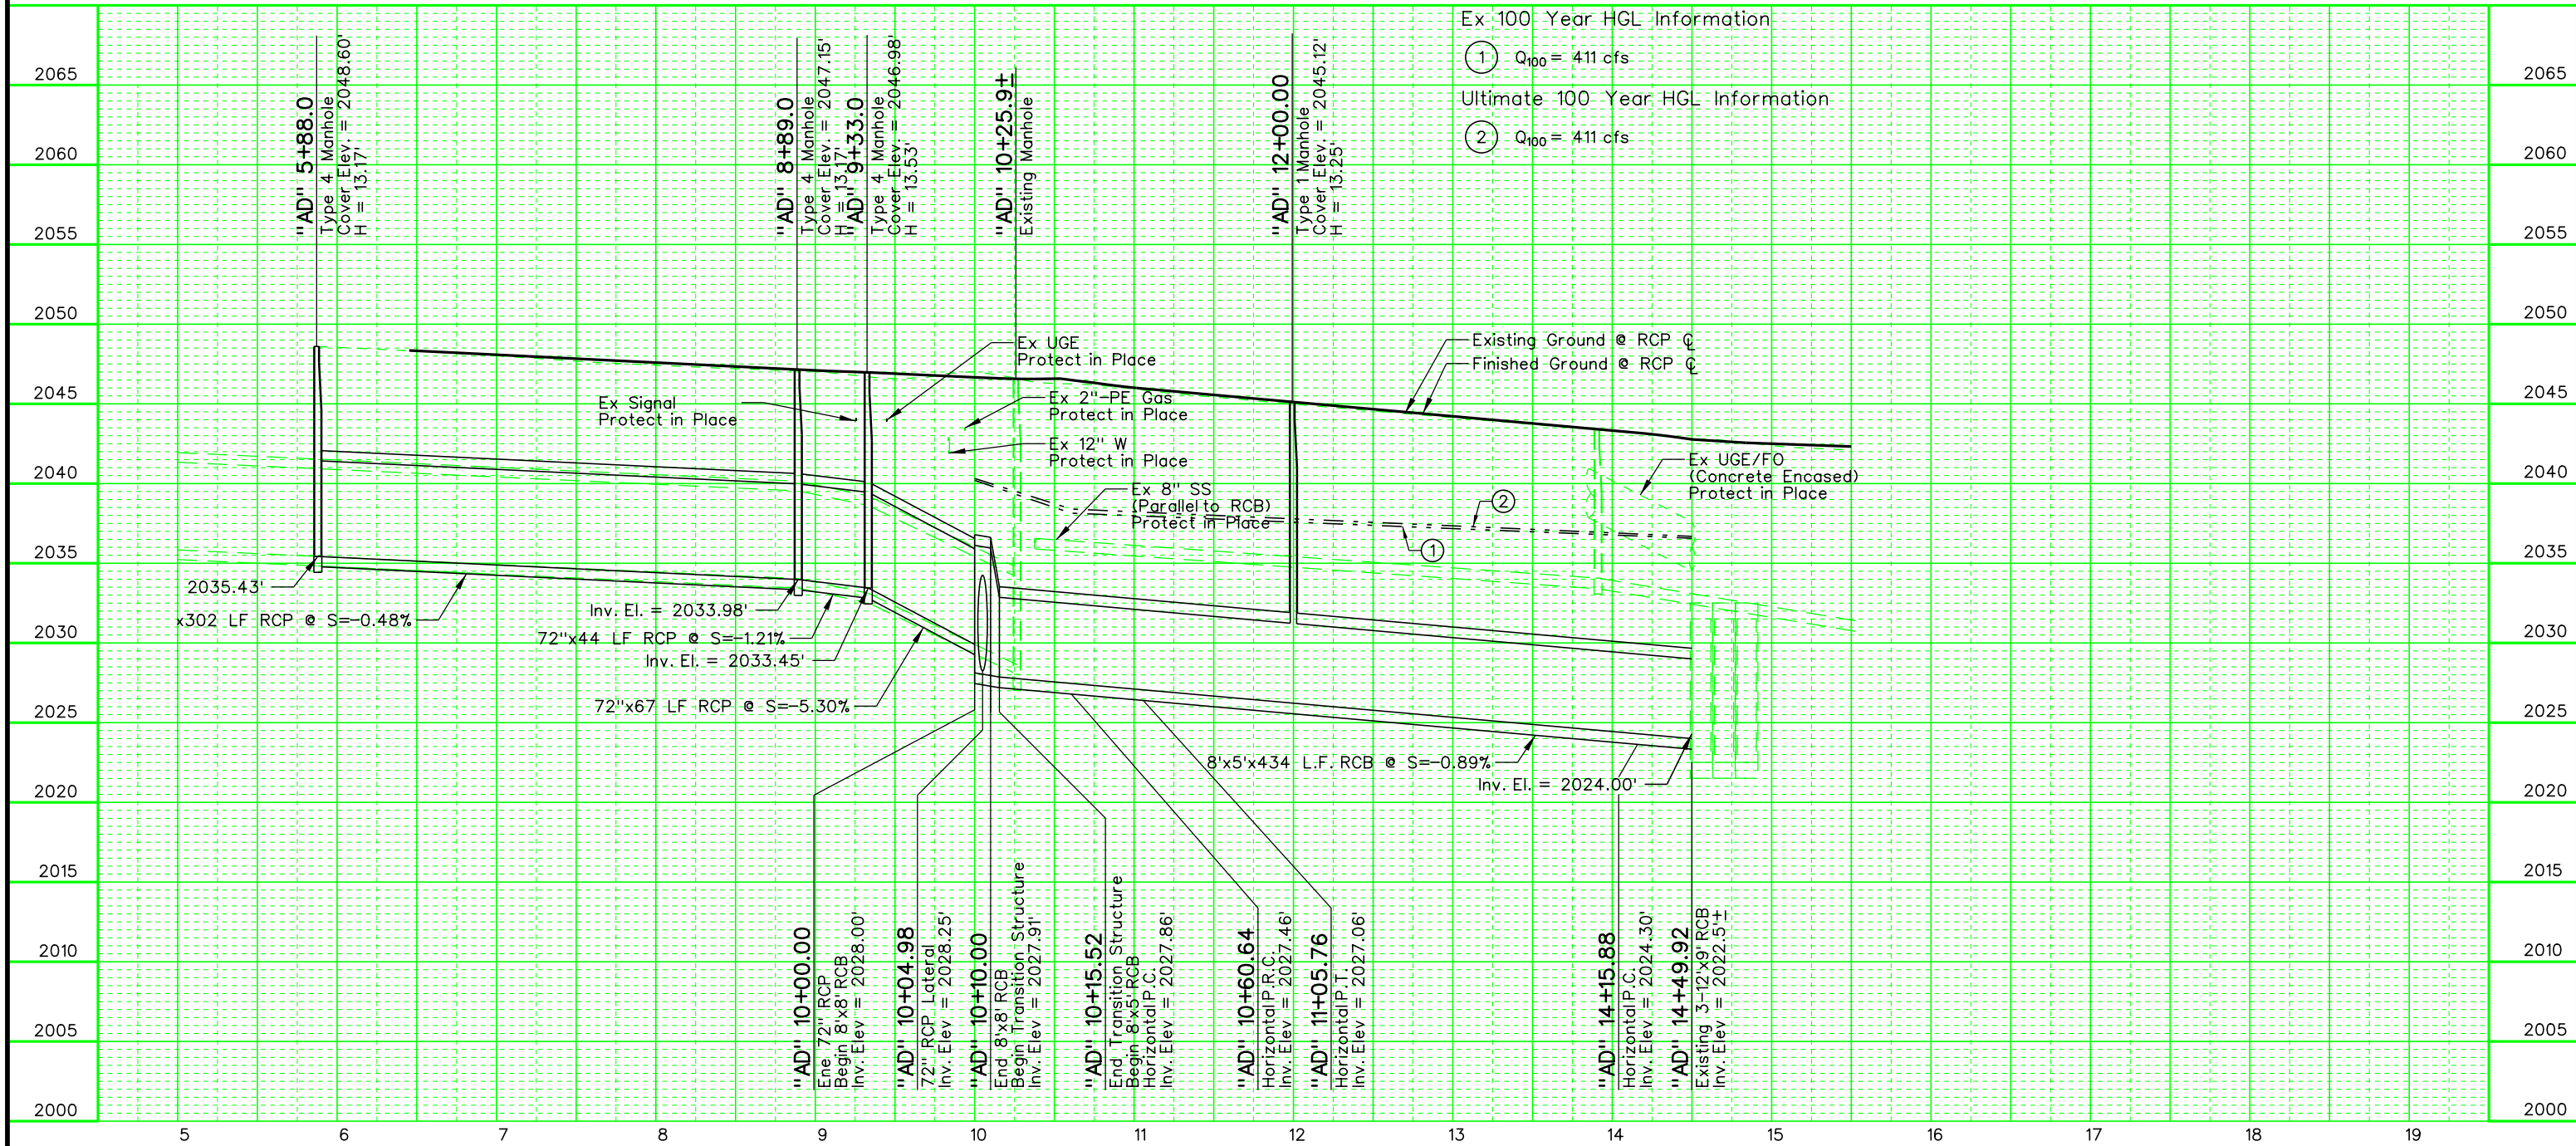 Ex 100 Year HGL Information
1 Q100 = 411 cfs
Ultimate 100 Year HGL Information
2 Q100 = 411 cfs
"AD" 5+88.0
Type 4 Manhole
Cover Elev = 2048.60'
H = 13.17'
"AD" 8+89.0
Type 4 Manhole
Cover Elev = 2047.15'
H = 13.17'
"AD" 9+33.0
Type 4 Manhole
Cover Elev = 2046.98'
H = 13.53'
"AD" 10+25.9±
Existing Manhole
"AD" 12+00.00
Type 1 Manhole
Cover Elev = 2045.12'
H = 13.25'
2065
2060
2055
2050
2045
2040
2035
2030
2025
2020
2015
2010
2005
2000
2065
2060
2055
2050
2045
2040
2035
2030
2025
2020
2015
2010
2005
2000
Ex UGE
Protect in Place
Existing Ground @ RCP ℄
Finished Ground @ RCP ℄
Ex Signal
Protect in Place
Ex 2"-PE Gas
Protect in Place
Ex 12" W
Protect in Place
Ex 8" SS
(Parallel to RCB)
Protect in Place
Ex UGE/FO
(Concrete Encased)
Protect in Place
2
1
2035.43'
x302 LF RCP @ S=-0.48%
Inv. El. = 2033.98'
72"x44 LF RCP @ S=-1.21%
Inv. El. = 2033.45'
72"x67 LF RCP @ S=-5.30%
8'x5'x434 L.F. RCB @ S=-0.89%
Inv. El. = 2024.00'
"AD" 10+00.00
Ene 72" RCP
Begin 8'x8' RCB
Inv. Elev = 2028.00'
"AD" 10+04.98
72" RCP Lateral
Inv. Elev = 2028.25'
"AD" 10+10.00
End 8'x8' RCB
Begin Transition Structure
Inv. Elev = 2027.91'
"AD" 10+15.52
End Transition Structure
Begin 8'x5' RCB
Horizontal P.C.
Inv. Elev = 2027.86'
"AD" 10+60.64
Horizontal P.R.C.
Inv. Elev = 2027.46'
"AD" 11+05.76
Horizontal P.T.
Inv. Elev = 2027.06'
"AD" 14+15.88
Horizontal P.C.
Inv. Elev = 2024.30'
"AD" 14+49.92
Existing 3-12'x9' RCB
Inv. Elev = 2022.5'±
5 6 7 8 9 10 11 12 13 14 15 16 17 18 19